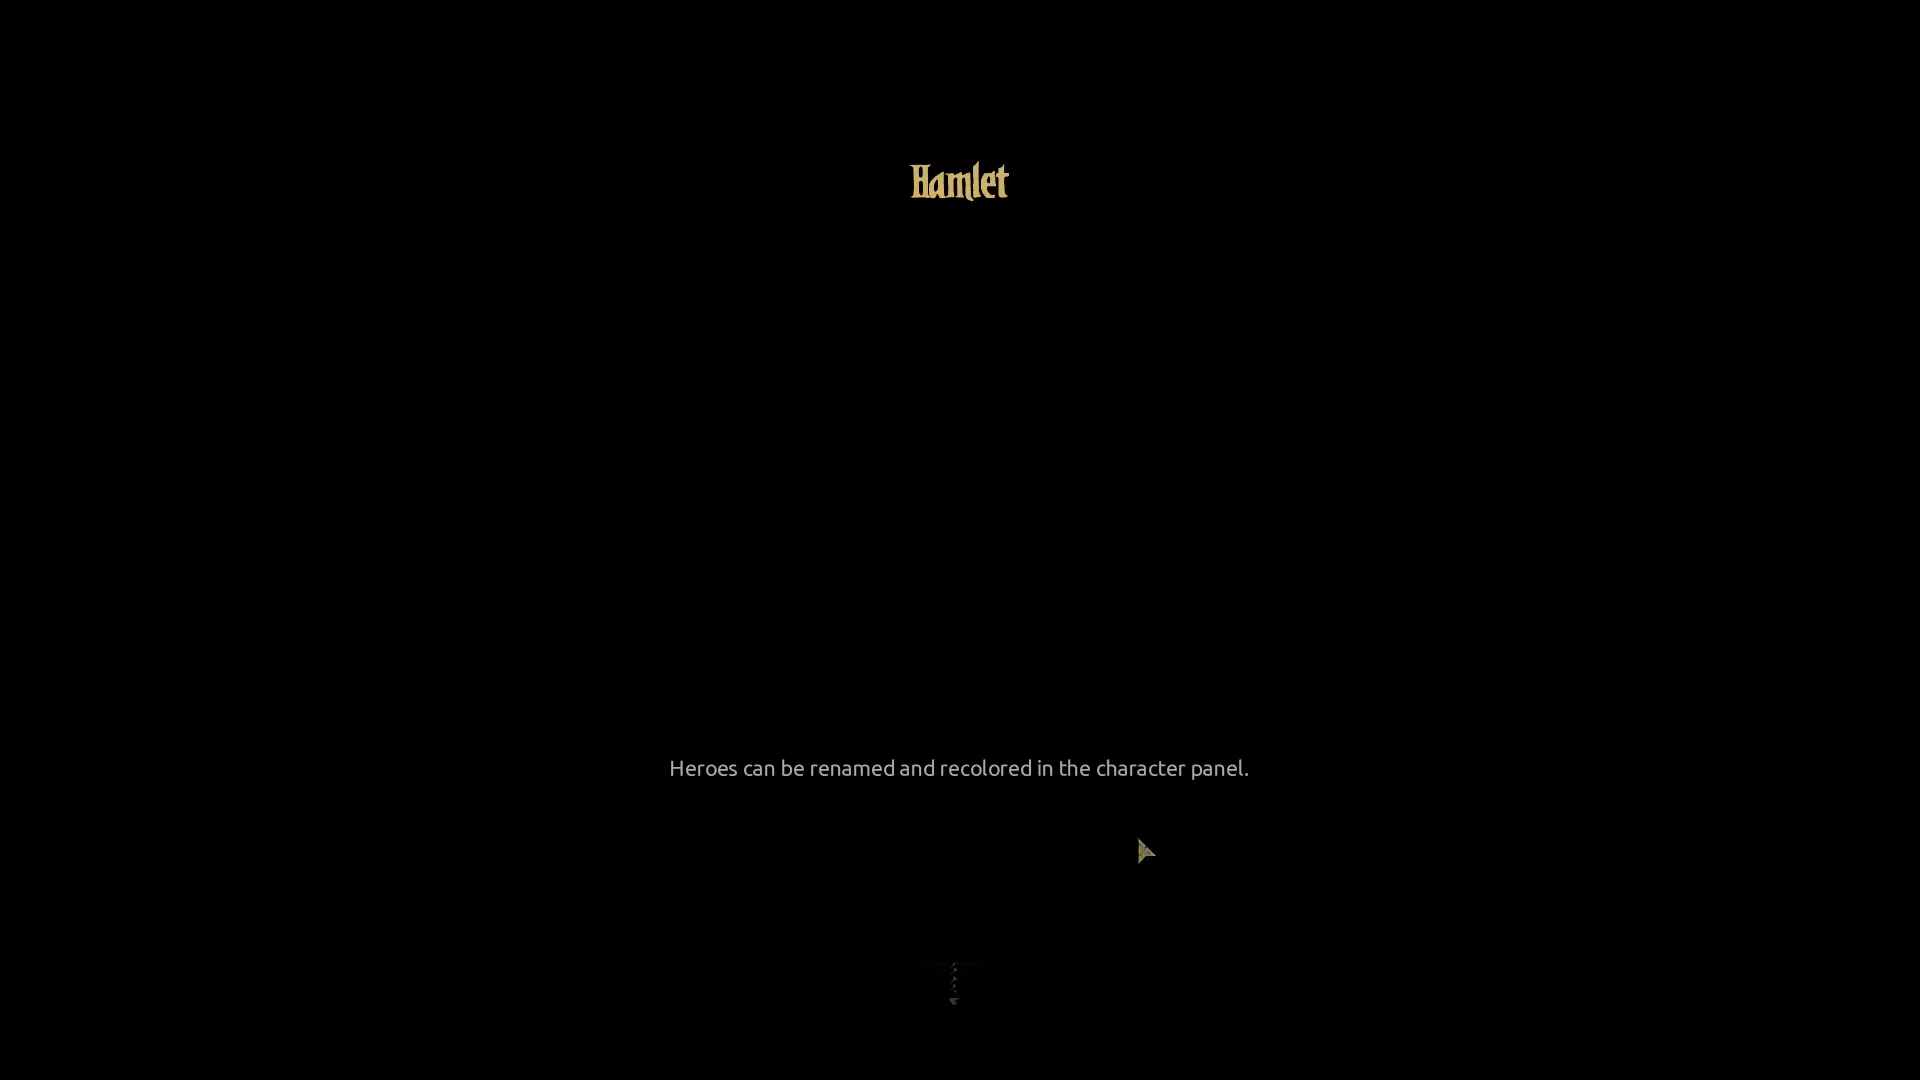 Hamlet
Heroes can be renamed and recolored in the character panel.